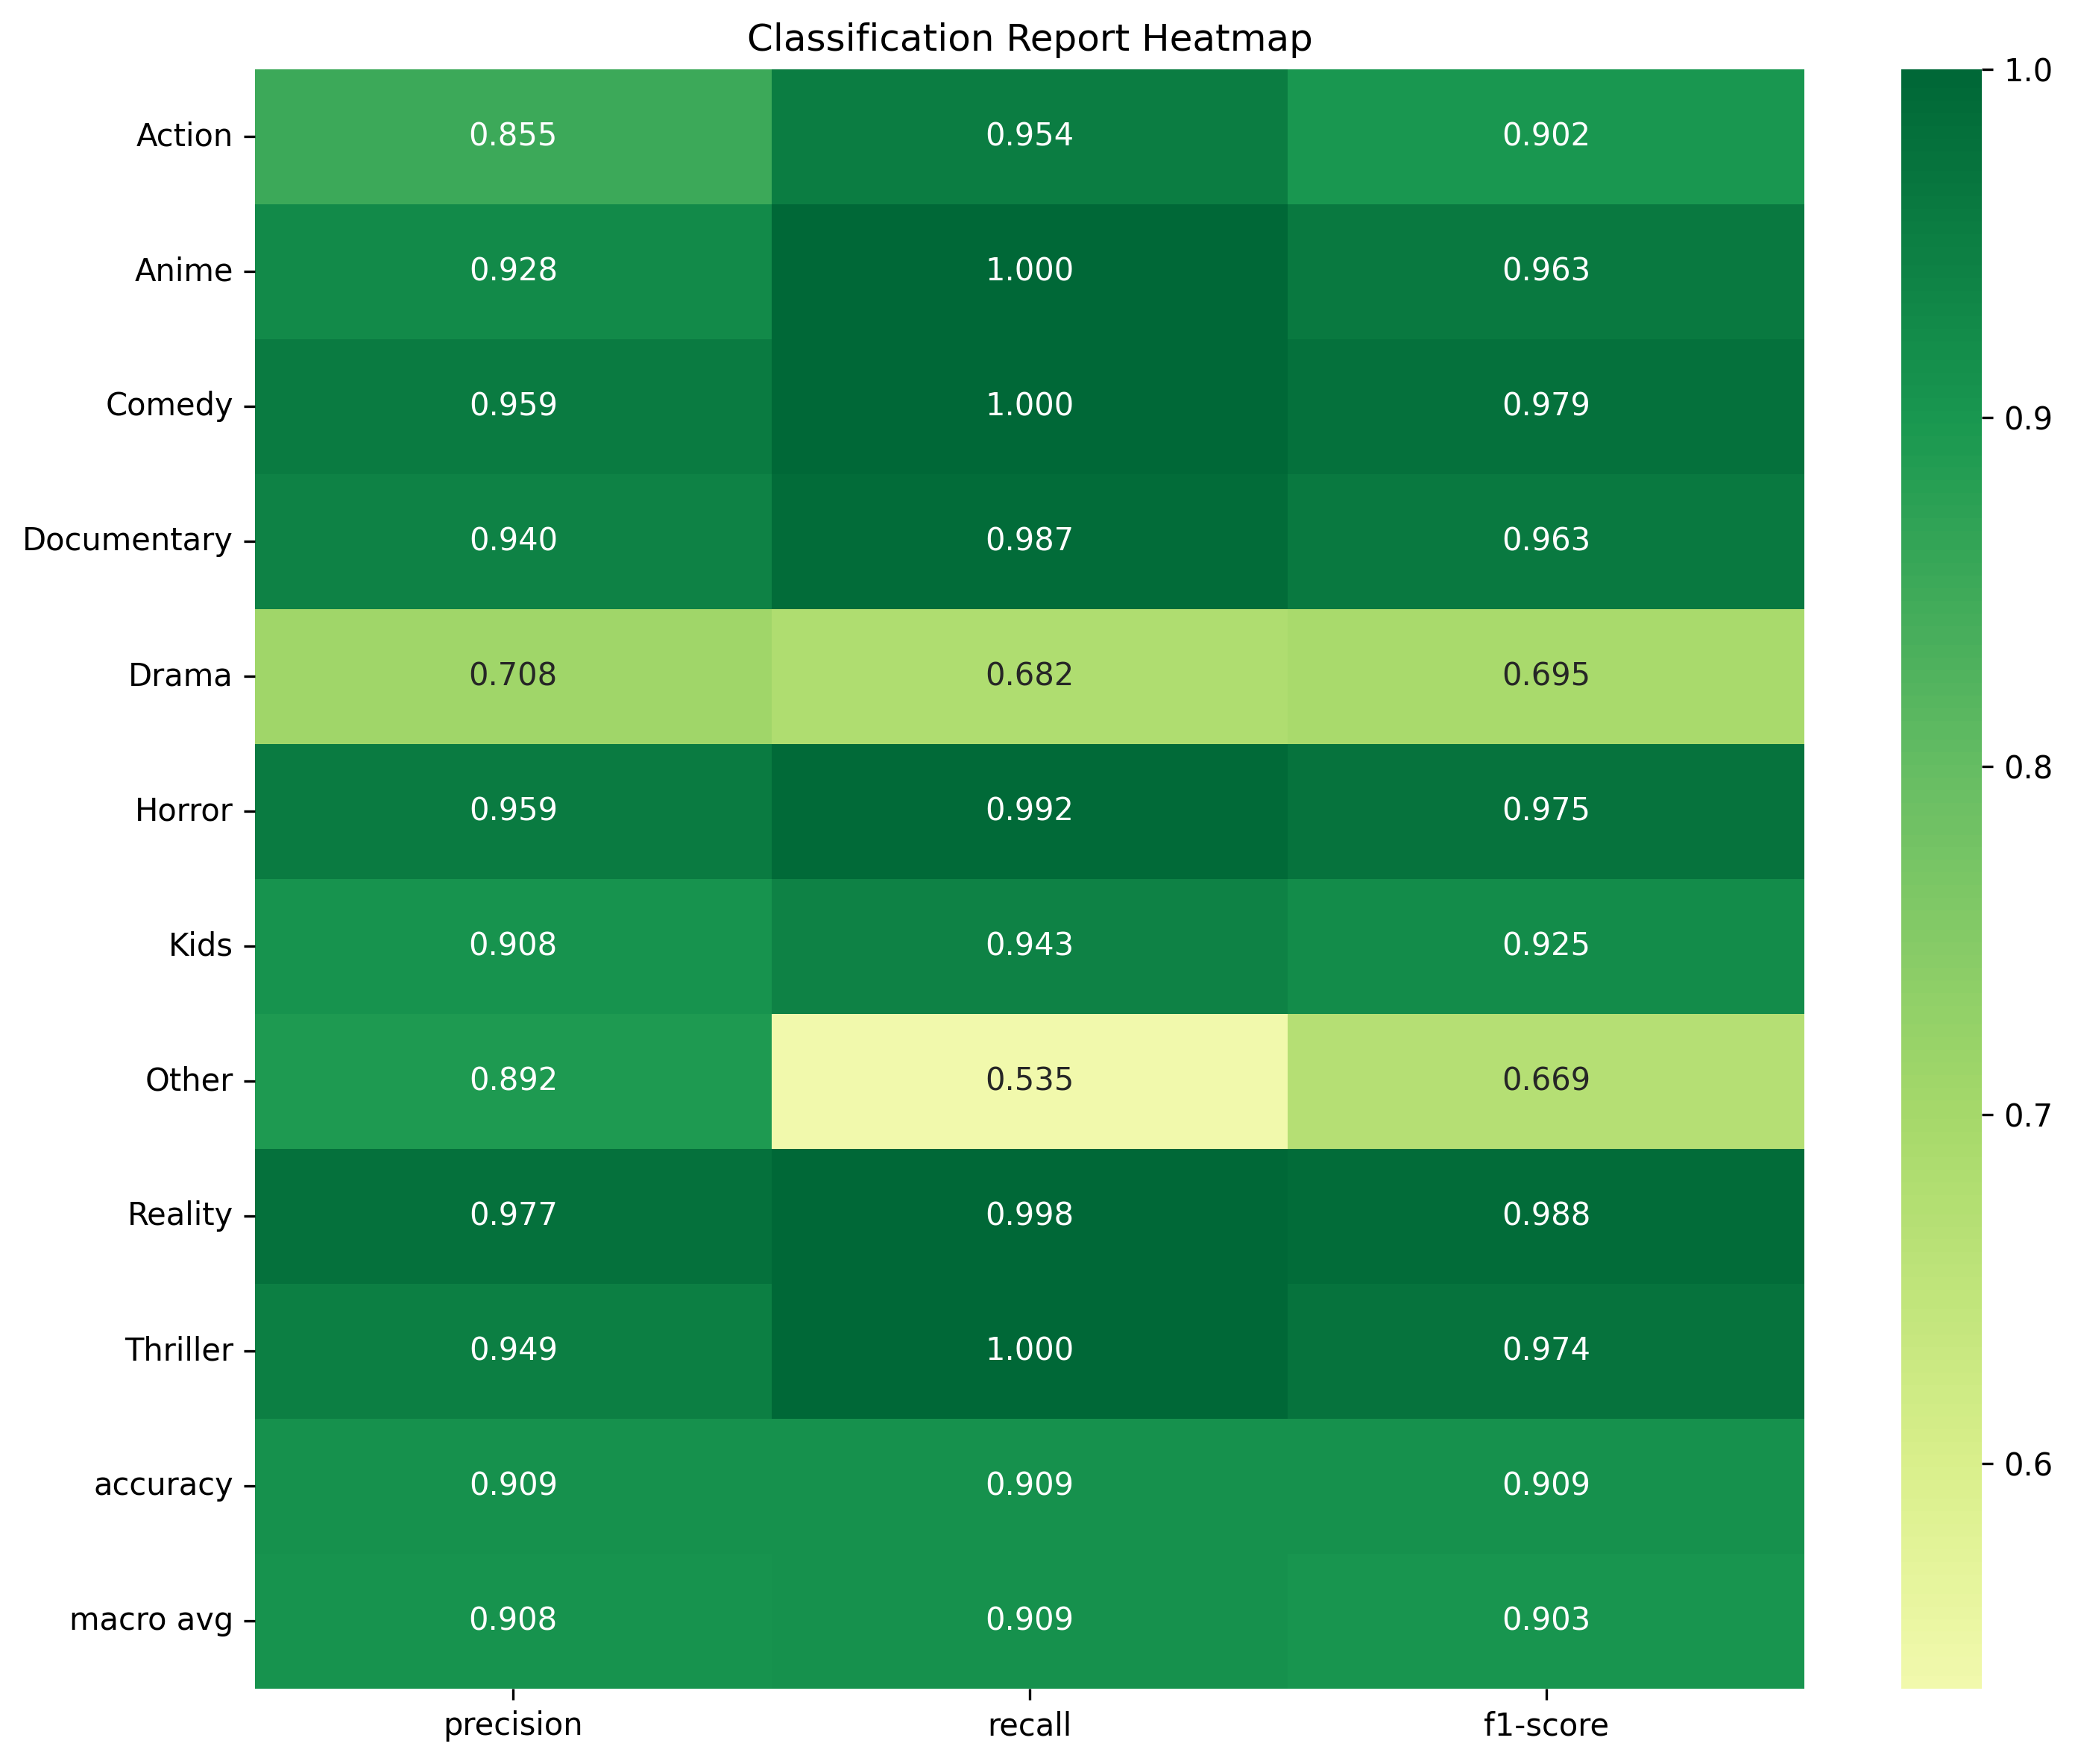 Classification Report Heatmap
Action 0.855 0.954 0.902
Anime 0.928 1.000 0.963
Comedy 0.959 1.000 0.979
Documentary 0.940 0.987 0.963
Drama 0.708 0.682 0.695
Horror 0.959 0.992 0.975
Kids 0.908 0.943 0.925
Other 0.892 0.535 0.669
Reality 0.977 0.998 0.988
Thriller 0.949 1.000 0.974
accuracy 0.909 0.909 0.909
macro avg 0.908 0.909 0.903
precision recall f1-score
1.0
0.9
0.8
0.7
0.6